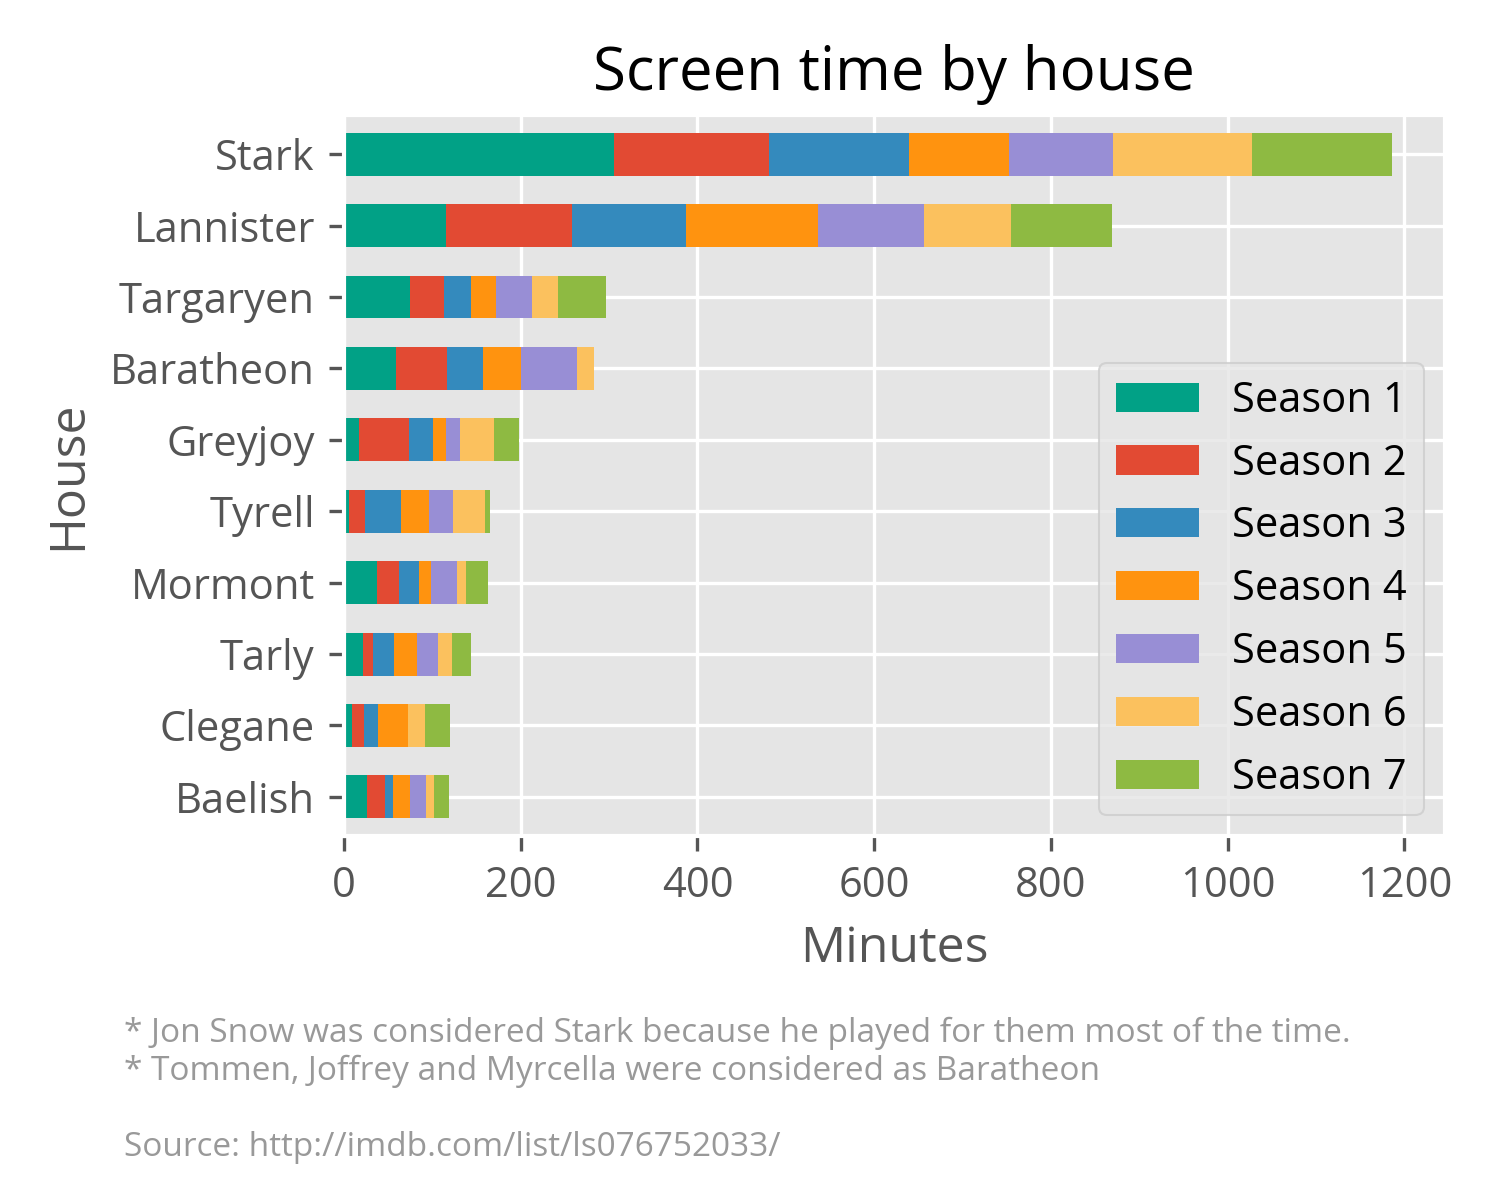 Screen time by house
Stark
Lannister
Targaryen
Baratheon
Greyjoy
Tyrell
Mormont
Tarly
Clegane
Baelish
House
Season 1
Season 2
Season 3
Season 4
Season 5
Season 6
Season 7
0 200 400 600 800 1000 1200
Minutes
* Jon Snow was considered Stark because he played for them most of the time.
* Tommen, Joffrey and Myrcella were considered as Baratheon
Source: http://imdb.com/list/ls076752033/